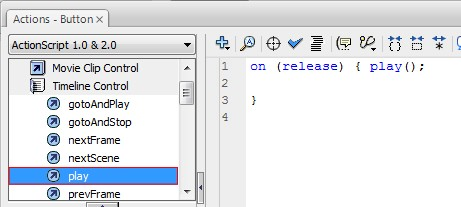 Actions - Button ×
ActionScript 1.0 & 2.0
Movie Clip Control
Timeline Control
gotoAndPlay
gotoAndStop
nextFrame
nextScene
play
prevFrame
1 on (release) { play();
2
3 }
4